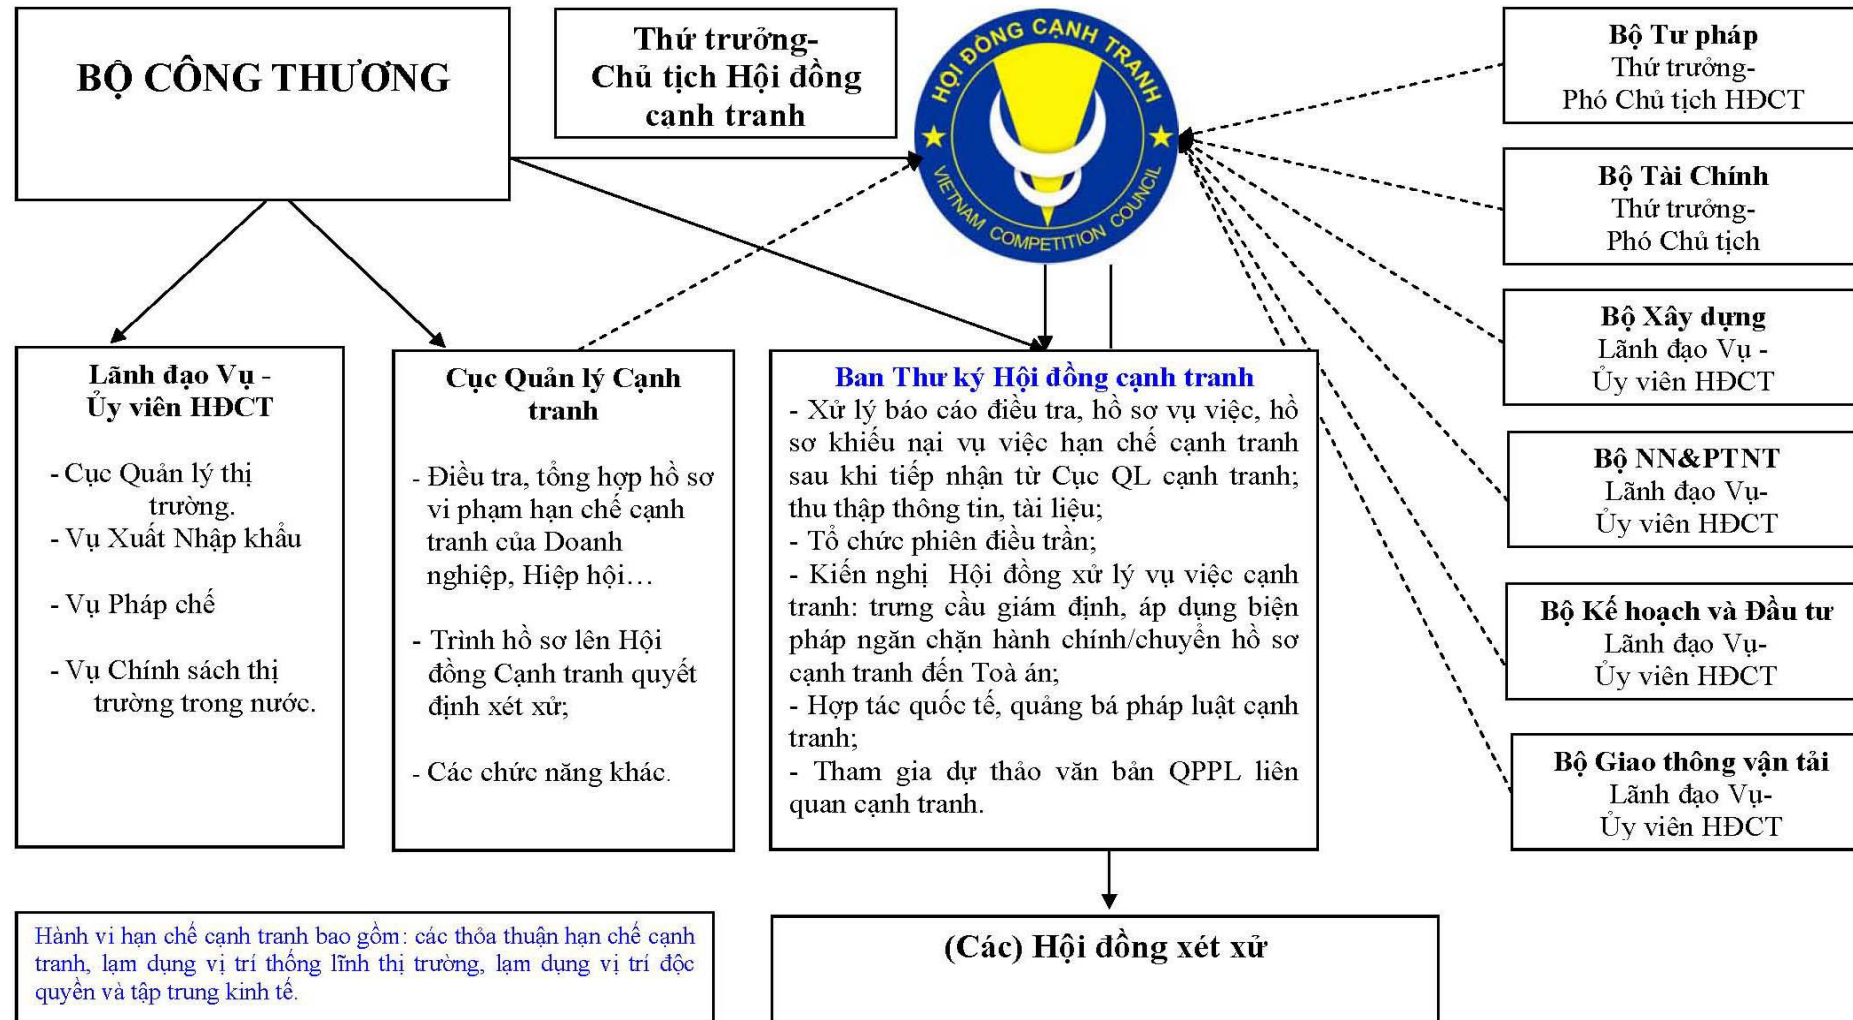 BỘ CÔNG THƯƠNG
Thứ trưởng-
Chủ tịch Hội đồng
cạnh tranh
HỘI ĐỒNG CẠNH TRANH
VIETNAM COMPETITION COUNCIL
Bộ Tư pháp
Thứ trưởng-
Phó Chủ tịch HĐCT
Bộ Tài Chính
Thứ trưởng-
Phó Chủ tịch
Bộ Xây dựng
Lãnh đạo Vụ -
Ủy viên HĐCT
Bộ NN&PTNT
Lãnh đạo Vụ-
Ủy viên HĐCT
Bộ Kế hoạch và Đầu tư
Lãnh đạo Vụ-
Ủy viên HĐCT
Bộ Giao thông vận tải
Lãnh đạo Vụ-
Ủy viên HĐCT
Lãnh đạo Vụ -
Ủy viên HĐCT
- Cục Quản lý thị
trường.
- Vụ Xuất Nhập khẩu
- Vụ Pháp chế
- Vụ Chính sách thị
trường trong nước.
Cục Quản lý Cạnh
tranh
- Điều tra, tổng hợp hồ sơ
vi phạm hạn chế cạnh
tranh của Doanh
nghiệp, Hiệp hội…
- Trình hồ sơ lên Hội
đồng Cạnh tranh quyết
định xét xử;
- Các chức năng khác.
Ban Thư ký Hội đồng cạnh tranh
- Xử lý báo cáo điều tra, hồ sơ vụ việc, hồ
sơ khiếu nại vụ việc hạn chế cạnh tranh
sau khi tiếp nhận từ Cục QL cạnh tranh;
thu thập thông tin, tài liệu;
- Tổ chức phiên điều trần;
- Kiến nghị Hội đồng xử lý vụ việc cạnh
tranh: trưng cầu giám định, áp dụng biện
pháp ngăn chặn hành chính/chuyển hồ sơ
cạnh tranh đến Toà án;
- Hợp tác quốc tế, quảng bá pháp luật cạnh
tranh;
- Tham gia dự thảo văn bản QPPL liên
quan cạnh tranh.
Hành vi hạn chế cạnh tranh bao gồm: các thỏa thuận hạn chế cạnh
tranh, lạm dụng vị trí thống lĩnh thị trường, lạm dụng vị trí độc
quyền và tập trung kinh tế.
(Các) Hội đồng xét xử